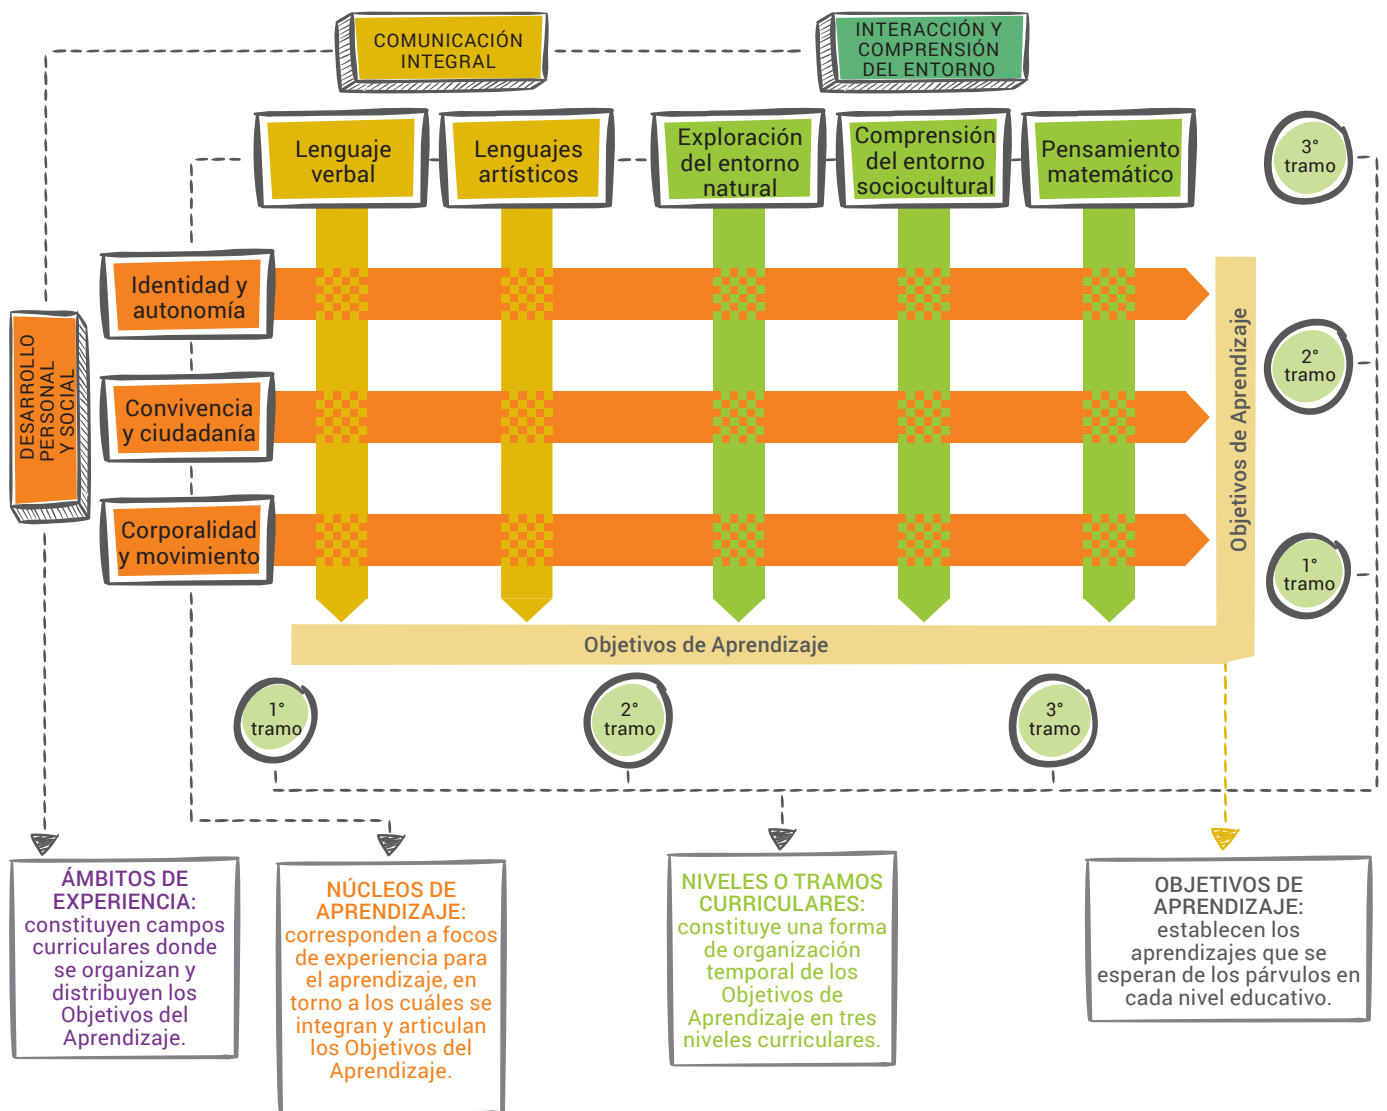 COMUNICACIÓN
INTEGRAL
INTERACCIÓN Y
COMPRENSIÓN
DEL ENTORNO
Lenguaje
verbal
Lenguajes
artísticos
Exploración
del entorno
natural
Comprensión
del entorno
sociocultural
Pensamiento
matemático
3°
tramo
DESARROLLO
PERSONAL
Y SOCIAL
Identidad y
autonomía
Convivencia
y ciudadanía
Corporalidad
y movimiento
Objetivos de Aprendizaje
2°
tramo
1°
tramo
Objetivos de Aprendizaje
1°
tramo
2°
tramo
3°
tramo
ÁMBITOS DE
EXPERIENCIA:
constituyen campos
curriculares donde
se organizan y
distribuyen los
Objetivos del
Aprendizaje.
NÚCLEOS DE
APRENDIZAJE:
corresponden a focos
de experiencia para
el aprendizaje, en
torno a los cuáles se
integran y articulan
los Objetivos del
Aprendizaje.
NIVELES O TRAMOS
CURRICULARES:
constituye una forma
de organización
temporal de los
Objetivos de
Aprendizaje en tres
niveles curriculares.
OBJETIVOS DE
APRENDIZAJE:
establecen los
aprendizajes que se
esperan de los párvulos en
cada nivel educativo.